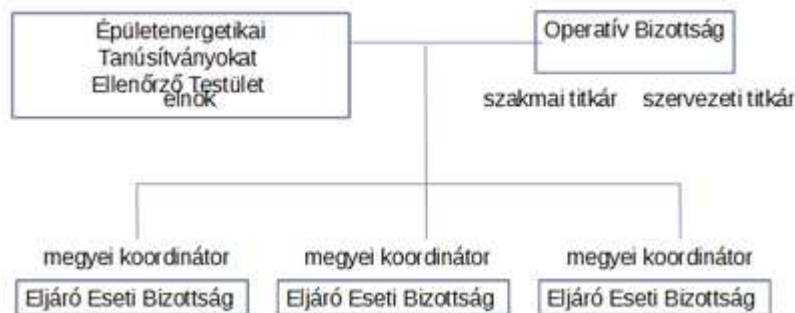 Épületenergetikai
Tanúsítványokat
Ellenőrző Testület
elnök
Operatív Bizottság
szakmai titkár szervezeti titkár
megyei koordinátor megyei koordinátor megyei koordinátor
Eljáró Eseti Bizottság Eljáró Eseti Bizottság Eljáró Eseti Bizottság